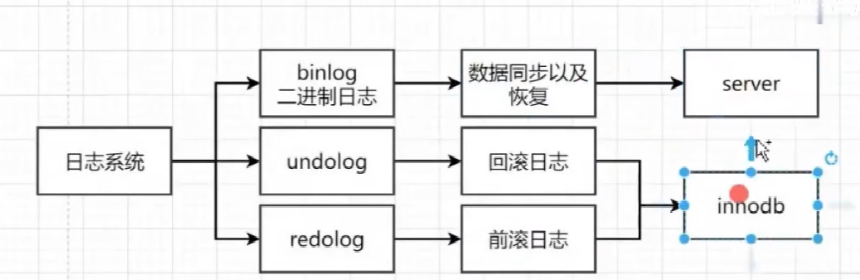 binlog
二进制日志
数据同步以及
恢复
server
日志系统
undolog
回滚日志
innodb
redolog
前滚日志